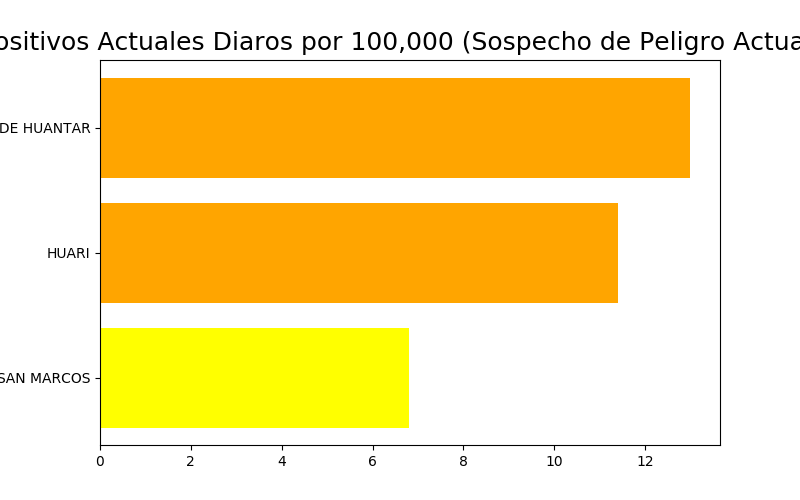 ositivos Actuales Diaros por 100,000 (Sospecho de Peligro Actua
DE HUANTAR
HUARI
SAN MARCOS
0 2 4 6 8 10 12